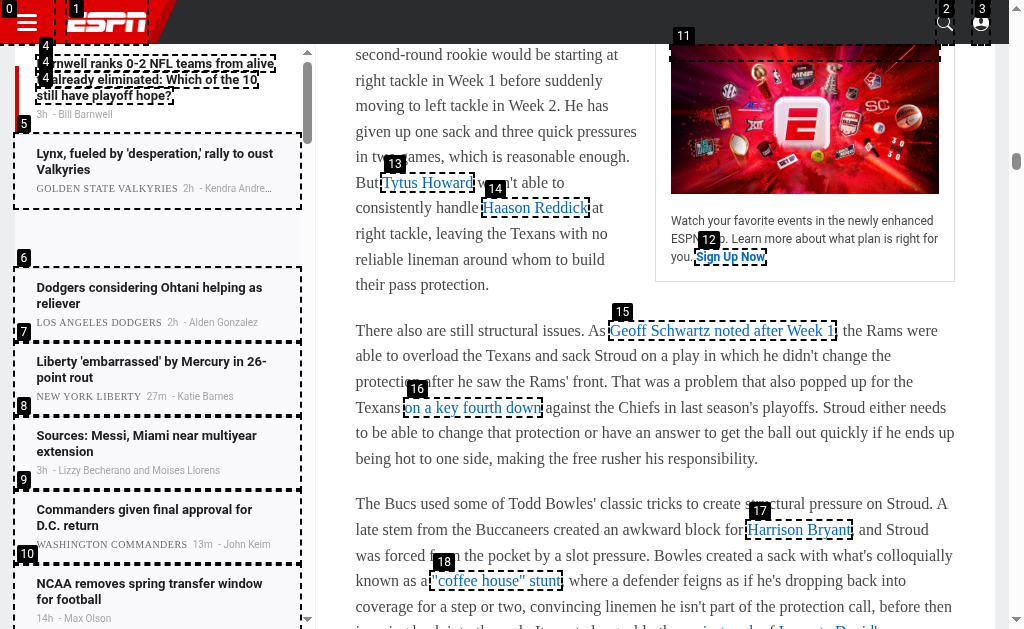 0
1
ESPN
2
3
4
4
4
rnwell ranks 0-2 NFL teams from alive
already eliminated: Which of the 10
still have playoff hope?
3h - Bill Barnwell
5
Lynx, fueled by 'desperation,' rally to oust
Valkyries
GOLDEN STATE VALKYRIES 2h - Kendra Andre...
6
Dodgers considering Ohtani helping as
reliever
LOS ANGELES DODGERS 2h - Alden Gonzalez
7
Liberty 'embarrassed' by Mercury in 26-
point rout
NEW YORK LIBERTY 27m - Katie Barnes
8
Sources: Messi, Miami near multiyear
extension
3h - Lizzy Becherano and Moises Llorens
9
Commanders given final approval for
D.C. return
WASHINGTON COMMANDERS 13m - John Keim
10
NCAA removes spring transfer window
for football
14h - Max Olson
second-round rookie would be starting at
right tackle in Week 1 before suddenly
moving to left tackle in Week 2. He has
given up one sack and three quick pressures
in two games, which is reasonable enough.
13
But Tytus Howard wasn't able to
14
consistently handle Haason Reddick at
right tackle, leaving the Texans with no
reliable lineman around whom to build
their pass protection.
11
MNF
NFL
ACC
SC
XII
SEC
E
UFC
30
30
Watch your favorite events in the newly enhanced
ESPN App. Learn more about what plan is right for
12
you. Sign Up Now
15
There also are still structural issues. As Geoff Schwartz noted after Week 1, the Rams were
able to overload the Texans and sack Stroud on a play in which he didn't change the
protection after he saw the Rams' front. That was a problem that also popped up for the
16
Texans on a key fourth down against the Chiefs in last season's playoffs. Stroud either needs
to be able to change that protection or have an answer to get the ball out quickly if he ends up
being hot to one side, making the free rusher his responsibility.
The Bucs used some of Todd Bowles' classic tricks to create structural pressure on Stroud. A
17
late stem from the Buccaneers created an awkward block for Harrison Bryant, and Stroud
was forced from the pocket by a slot pressure. Bowles created a sack with what's colloquially
18
known as a "coffee house" stunt, where a defender feigns as if he's dropping back into
coverage for a step or two, convincing linemen he isn't part of the protection call, before then